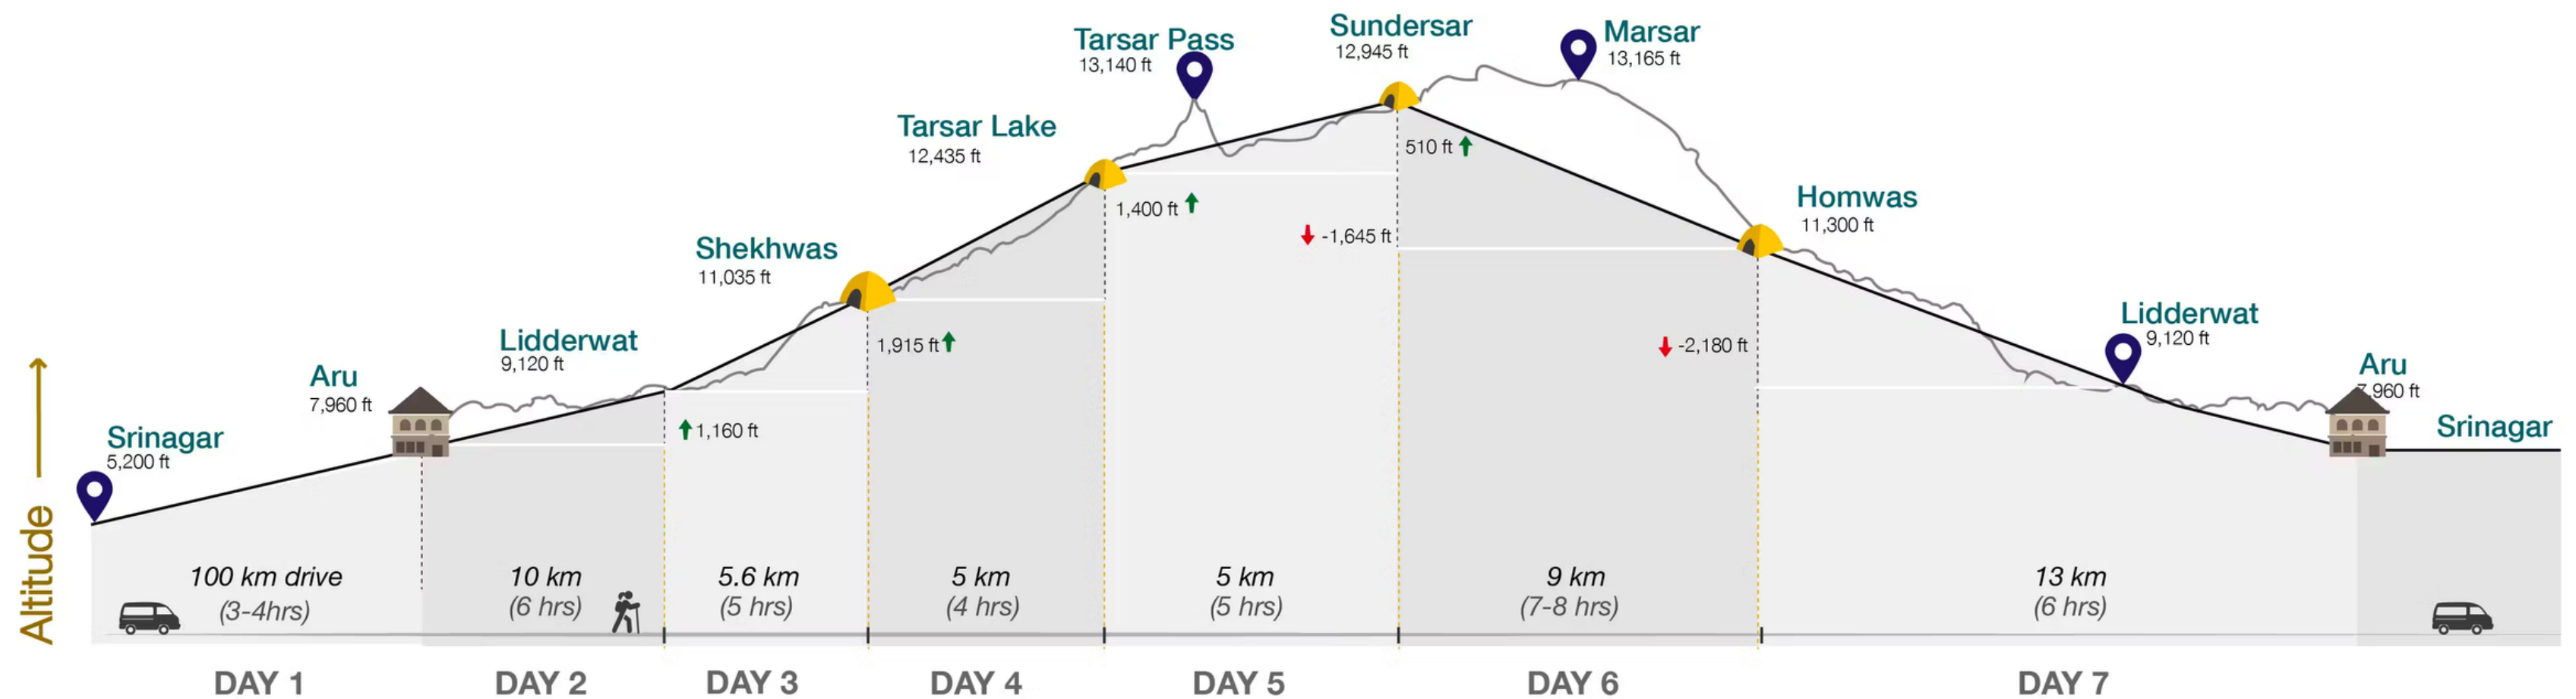 Tarsar Pass
13,140 ft
Sundersar
12,945 ft
Marsar
13,165 ft
Tarsar Lake
12,435 ft
510 ft
Homwas
11,300 ft
1,400 ft
-1,645 ft
Shekhwas
11,035 ft
Lidderwat
9,120 ft
1,915 ft
-2,180 ft
Lidderwat
9,120 ft
Aru
7,960 ft
Aru
7,960 ft
Srinagar
5,200 ft
1,160 ft
Srinagar
Altitude
100 km drive
(3-4hrs)
10 km
(6 hrs)
5.6 km
(5 hrs)
5 km
(4 hrs)
5 km
(5 hrs)
9 km
(7-8 hrs)
13 km
(6 hrs)
DAY 1
DAY 2
DAY 3
DAY 4
DAY 5
DAY 6
DAY 7